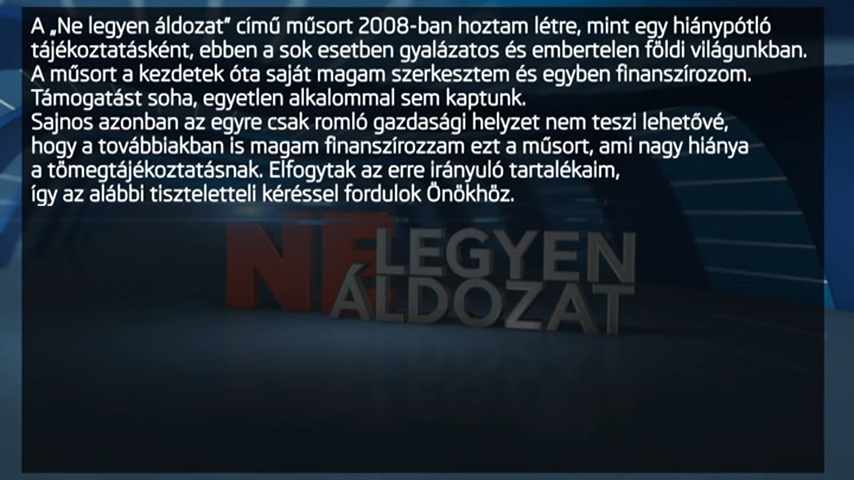 A „Ne legyen áldozat” című műsort 2008-ban hoztam létre, mint egy hiánypótló
tájékoztatásként, ebben a sok esetben gyalázatos és embertelen földi világunkban.
A műsort a kezdetek óta saját magam szerkesztem és egyben finanszírozom.
Támogatást soha, egyetlen alkalommal sem kaptunk.
Sajnos azonban az egyre csak romló gazdasági helyzet nem teszi lehetővé,
hogy a továbbiakban is magam finanszírozzam ezt a műsort, ami nagy hiánya
a tömegtájékoztatásnak. Elfogytak az erre irányuló tartalékaim,
így az alábbi tiszteletteli kéréssel fordulok Önökhöz.
NE LEGYEN
ÁLDOZAT